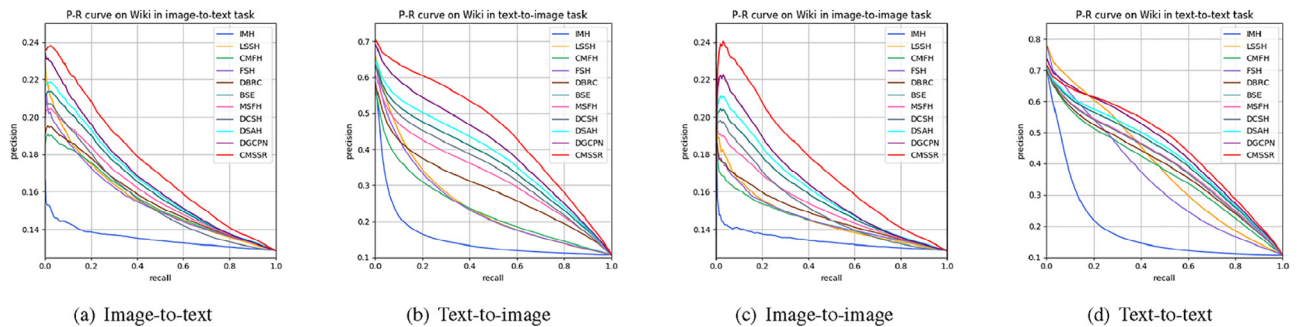 P-R curve on Wiki in image-to-text task
precision
0.24
0.22
0.20
0.18
0.16
0.14
0.0 0.2 0.4 0.6 0.8 1.0
recall
IMH
LSSH
CMFH
FSH
DBRC
BSE
MSFH
DCSH
DSAH
DGCPN
CMSSR
(a) Image-to-text
P-R curve on Wiki in text-to-image task
precision
0.7
0.6
0.5
0.4
0.3
0.2
0.1
0.0 0.2 0.4 0.6 0.8 1.0
recall
IMH
LSSH
CMFH
FSH
DBRC
BSE
MSFH
DCSH
DSAH
DGCPN
CMSSR
(b) Text-to-image
P-R curve on Wiki in image-to-image task
precision
0.24
0.22
0.20
0.18
0.16
0.14
0.0 0.2 0.4 0.6 0.8 1.0
recall
IMH
LSSH
CMFH
FSH
DBRC
BSE
MSFH
DCSH
DSAH
DGCPN
CMSSR
(c) Image-to-image
P-R curve on Wiki in text-to-text task
precision
0.8
0.7
0.6
0.5
0.4
0.3
0.2
0.1
0.0 0.2 0.4 0.6 0.8 1.0
recall
IMH
LSSH
CMFH
FSH
DBRC
BSE
MSFH
DCSH
DSAH
DGCPN
CMSSR
(d) Text-to-text